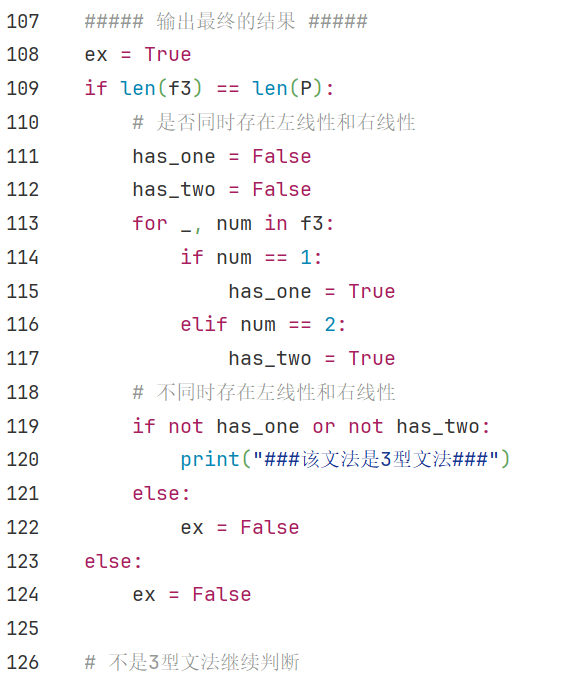 107    ##### 输出最终的结果 #####
108    ex = True
109    if len(f3) == len(P):
110        # 是否同时存在左线性和右线性
111        has_one = False
112        has_two = False
113        for _, num in f3:
114            if num == 1:
115                has_one = True
116            elif num == 2:
117                has_two = True
118        # 不同时存在左线性和右线性
119        if not has_one or not has_two:
120            print("###该文法是3型文法###")
121        else:
122            ex = False
123    else:
124        ex = False
125
126    # 不是3型文法继续判断